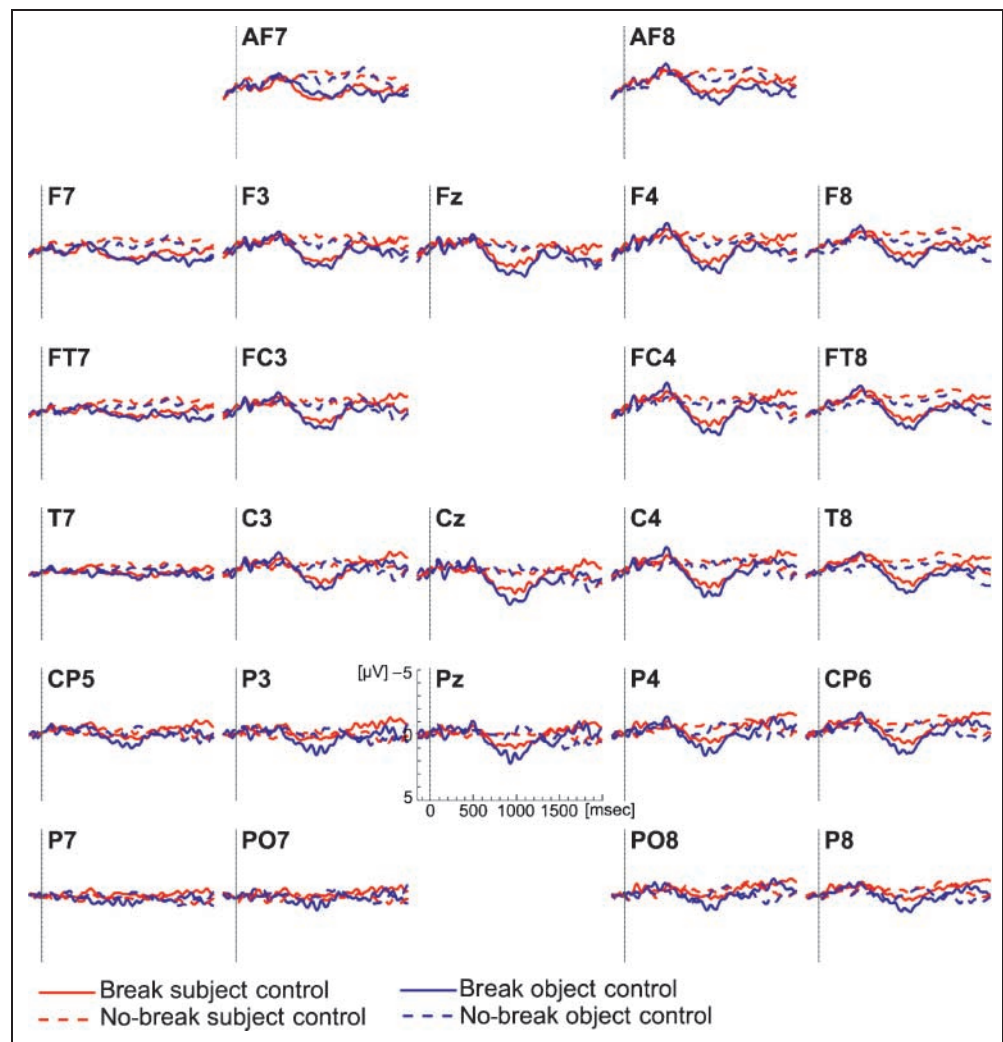 AF7 AF8
F7 F3 Fz F4 F8
FT7 FC3 FC4 FT8
T7 C3 Cz C4 T8
CP5 P3 [µV] −5 Pz P4 CP6
0
5
0 500 1000 1500 [msec]
P7 PO7 PO8 P8
Break subject control Break object control
No-break subject control No-break object control